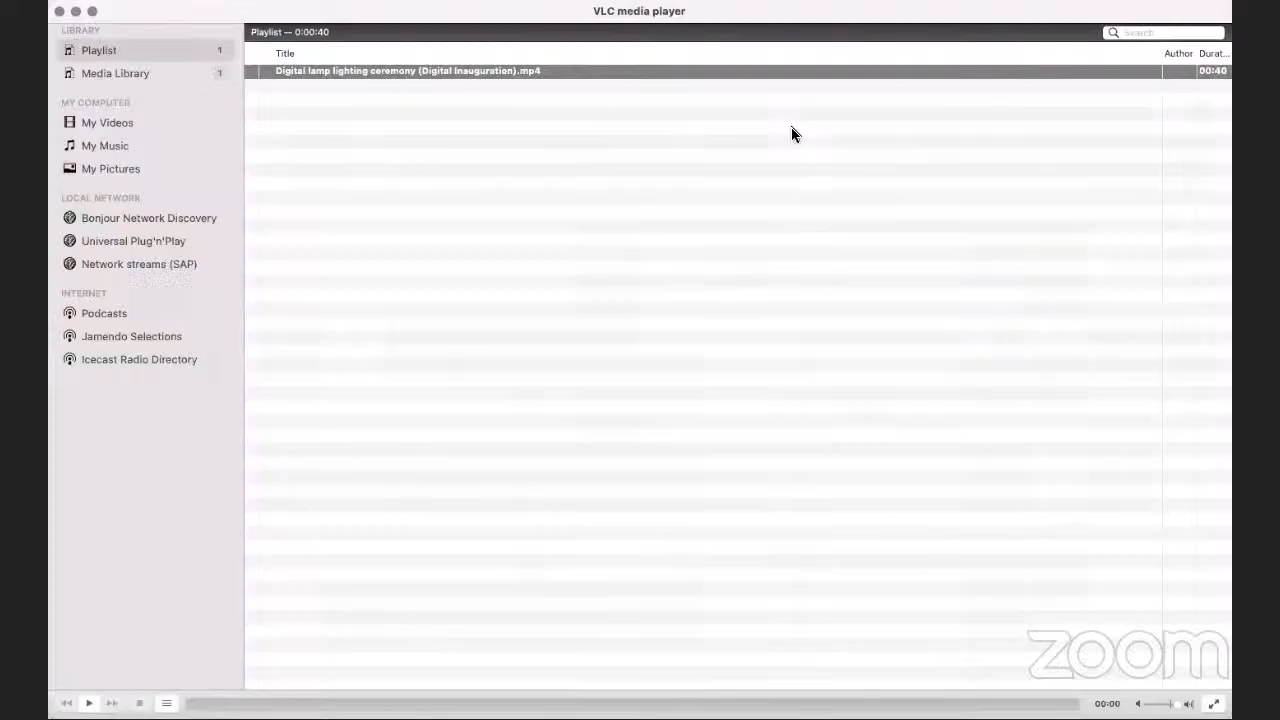 VLC media player
LIBRARY
Playlist 1
Media Library 1
MY COMPUTER
My Videos
My Music
My Pictures
LOCAL NETWORK
Bonjour Network Discovery
Universal Plug'n'Play
Network streams (SAP)
INTERNET
Podcasts
Jamendo Selections
Icecast Radio Directory
Playlist — 0:00:40
Search
Title Author Durat...
Digital lamp lighting ceremony (Digital Inauguration).mp4 00:40
zoom
00:00